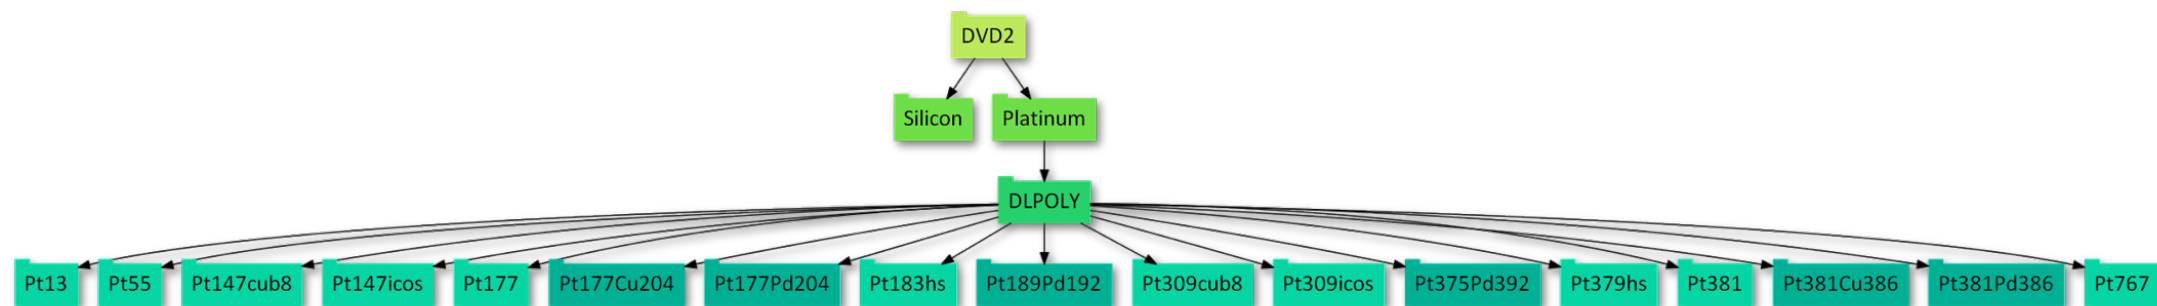 DVD2
Silicon Platinum
DLPOLY
Pt13 Pt55 Pt147cub8 Pt147icos Pt177 Pt177Cu204 Pt177Pd204 Pt183hs Pt189Pd192 Pt309cub8 Pt309icos Pt375Pd392 Pt379hs Pt381 Pt381Cu386 Pt381Pd386 Pt767